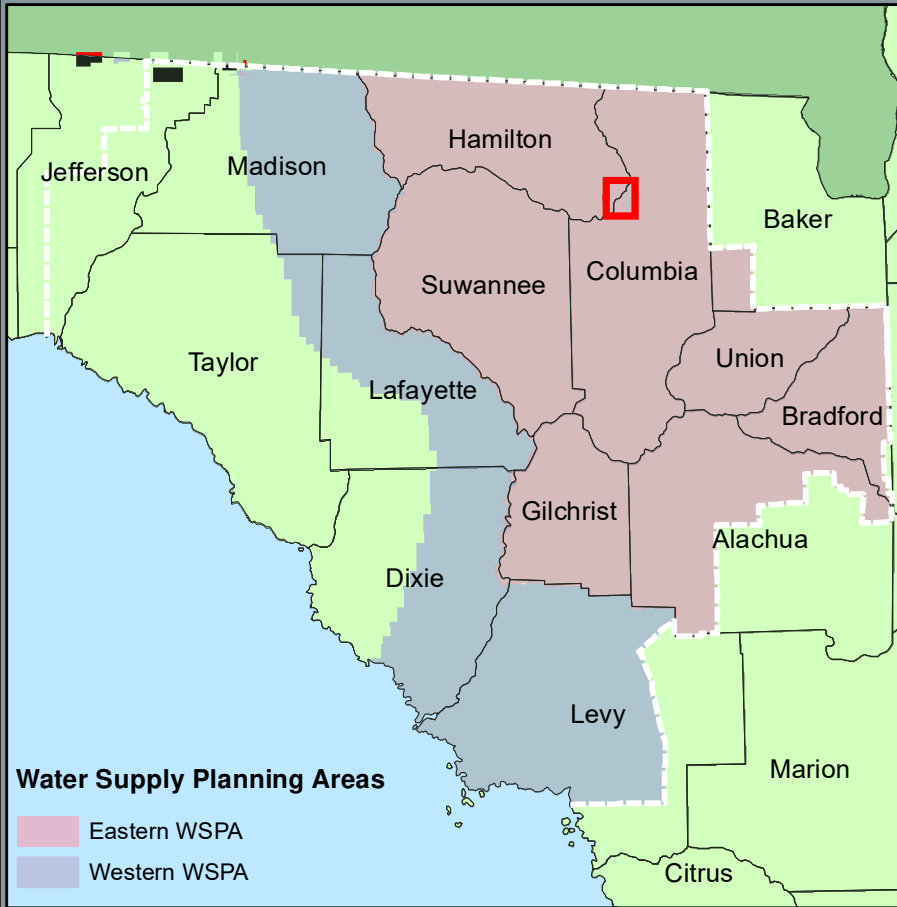 Hamilton
Madison
Jefferson
Baker
Columbia
Suwannee
Taylor
Union
Lafayette
Bradford
Gilchrist
Alachua
Dixie
Levy
Marion
Citrus
Water Supply Planning Areas
Eastern WSPA
Western WSPA